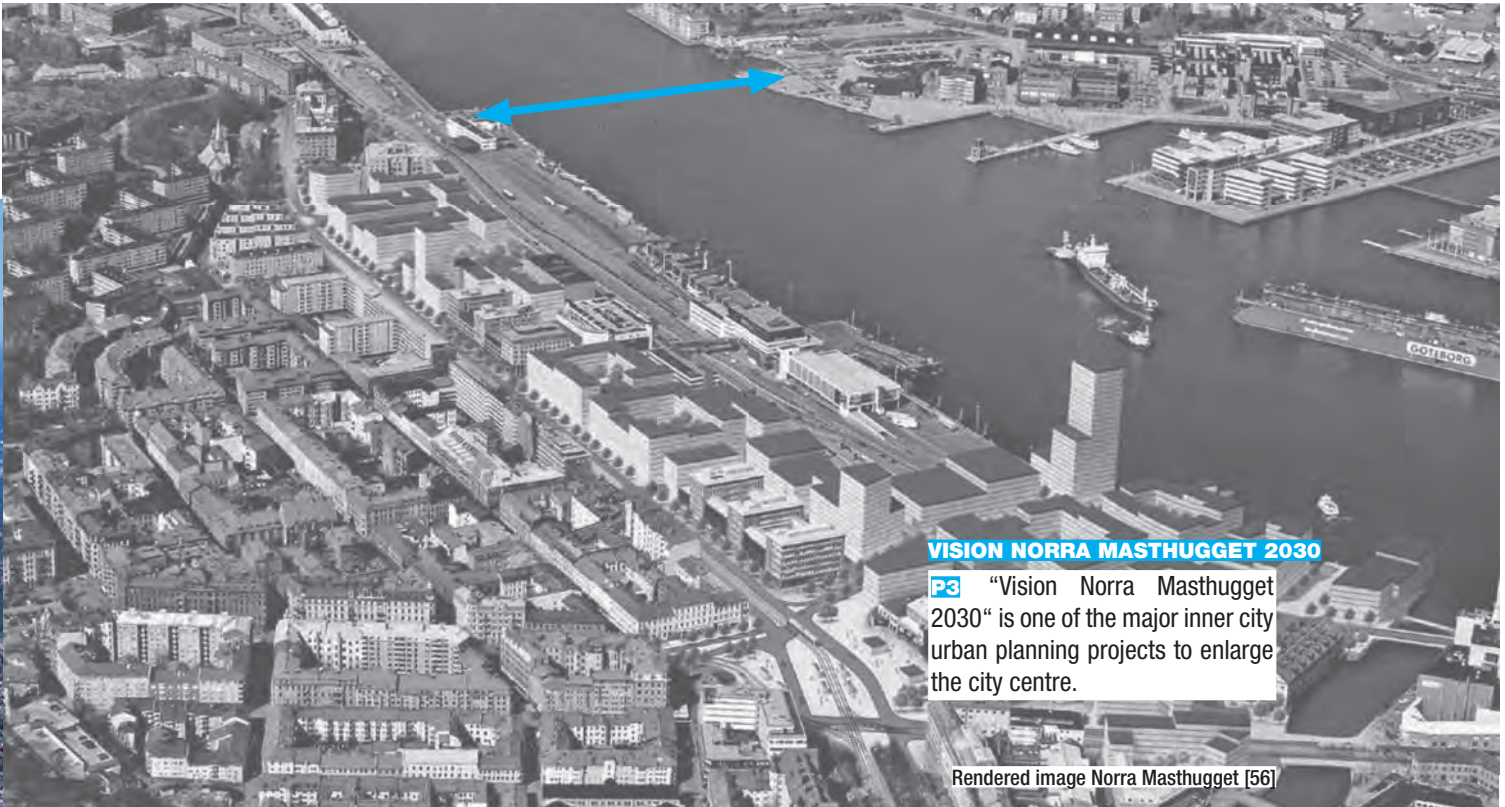 GOTEBORG
VISION NORRA MASTHUGGET 2030
P3 “Vision Norra Masthugget
2030“ is one of the major inner city
urban planning projects to enlarge
the city centre.
Rendered image Norra Masthugget [56]